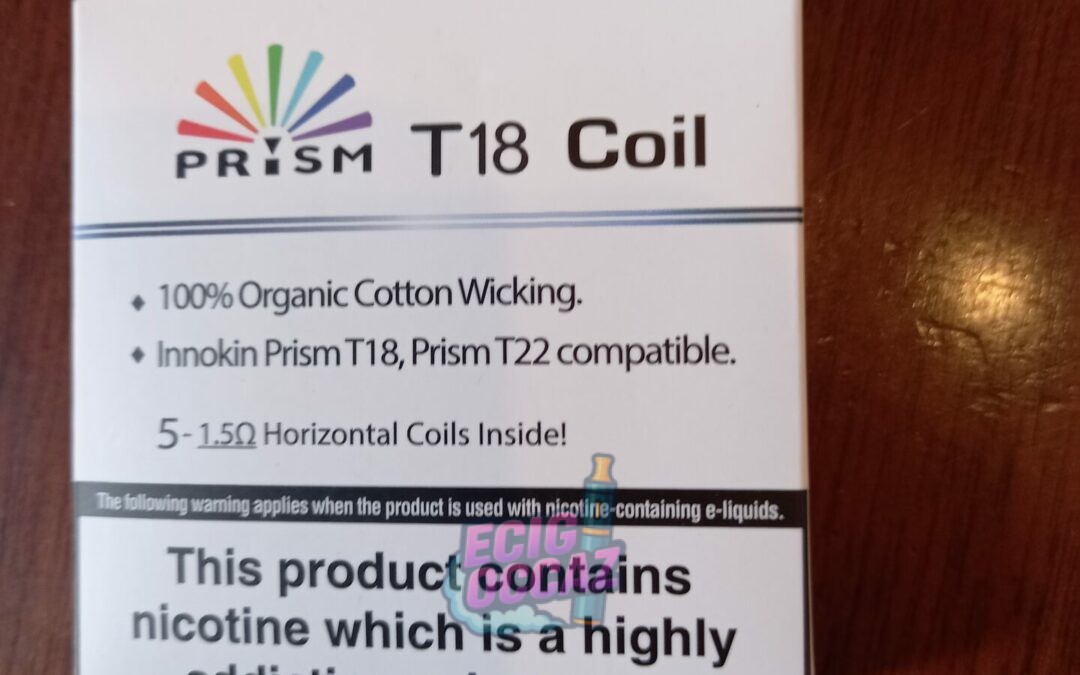 PRiSM T18 Coil
♦ 100% Organic Cotton Wicking.
♦ Innokin Prism T18, Prism T22 compatible.
5- 1.5Ω Horizontal Coils Inside!
The following warning applies when the product is used with nicotine-containing e-liquids.
ECIG
This product contains
nicotine which is a highly